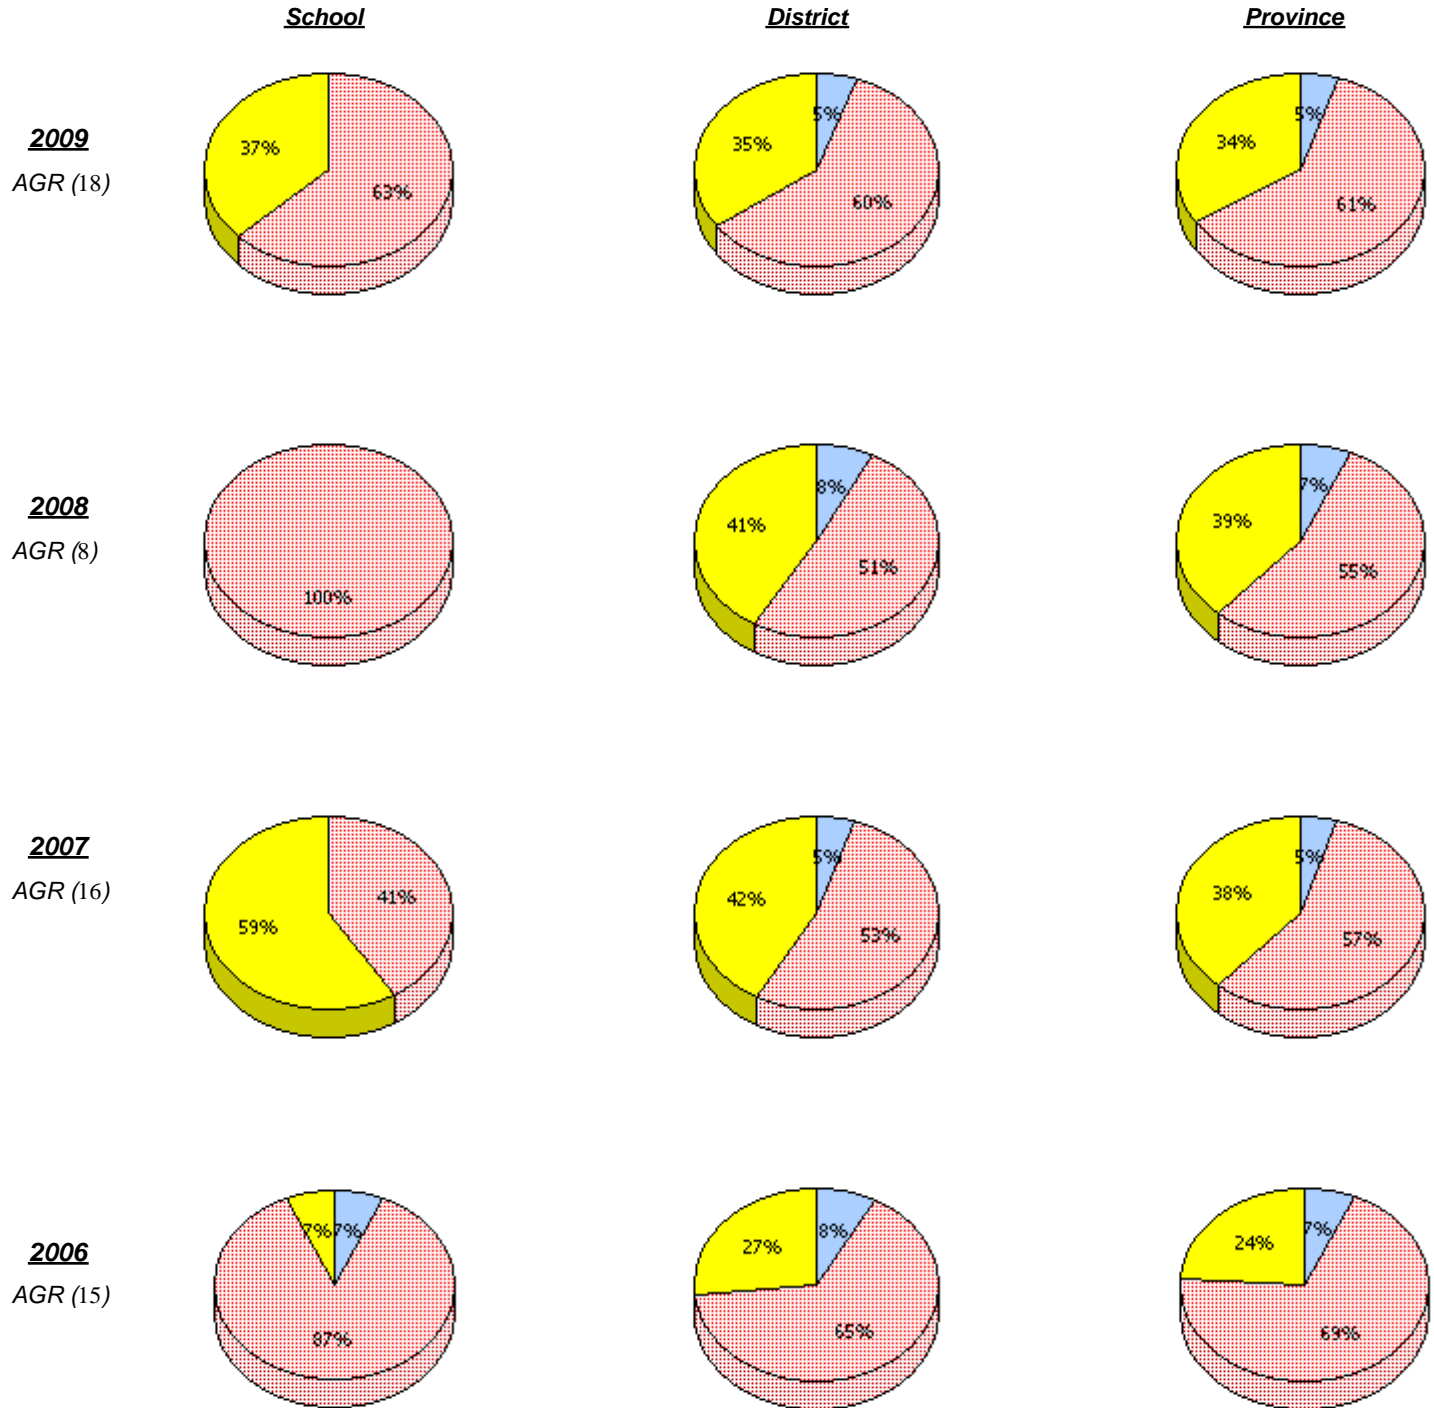 School District Province
2009
AGR (18)
37% 63% 35% 5% 60% 34% 5% 61%
2008
AGR (8)
100% 41% 8% 51% 39% 7% 55%
2007
AGR (16)
59% 41% 42% 5% 53% 38% 5% 57%
2006
AGR (15)
7% 7% 87% 27% 8% 65% 24% 7% 69%